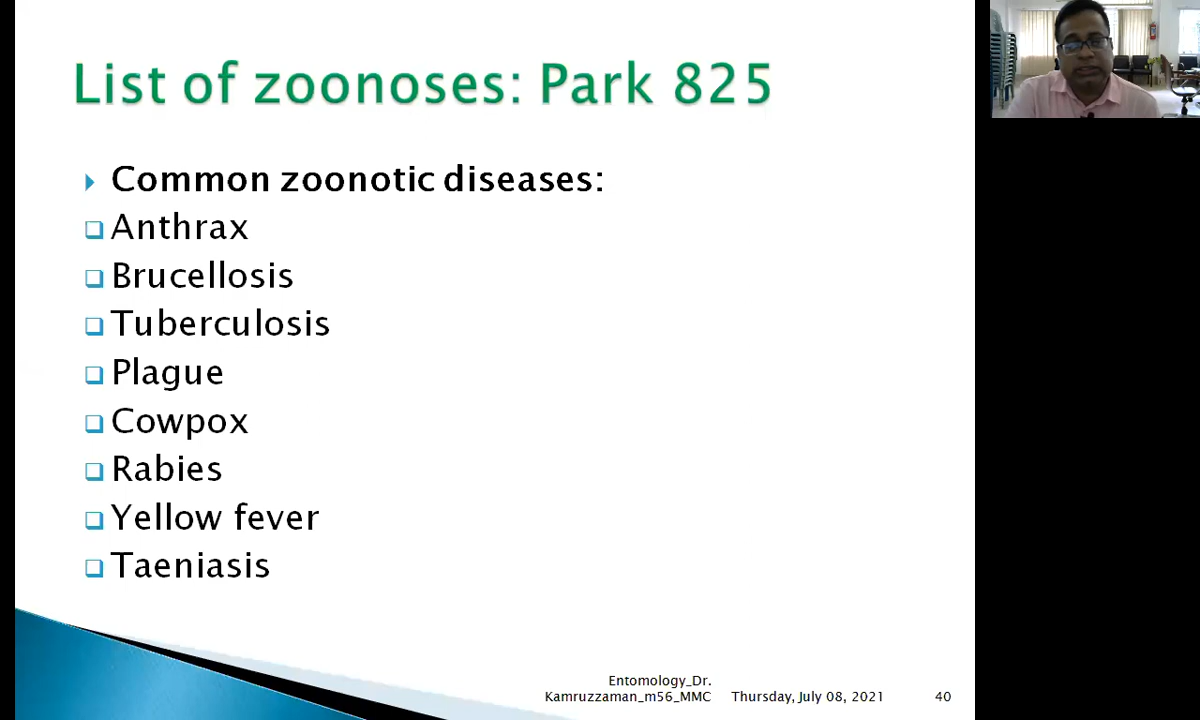 List of zoonoses: Park 825
Common zoonotic diseases:
Anthrax
Brucellosis
Tuberculosis
Plague
Cowpox
Rabies
Yellow fever
Taeniasis
Entomology_Dr.
Kamruzzaman_m56_MMC Thursday, July 08, 2021 40